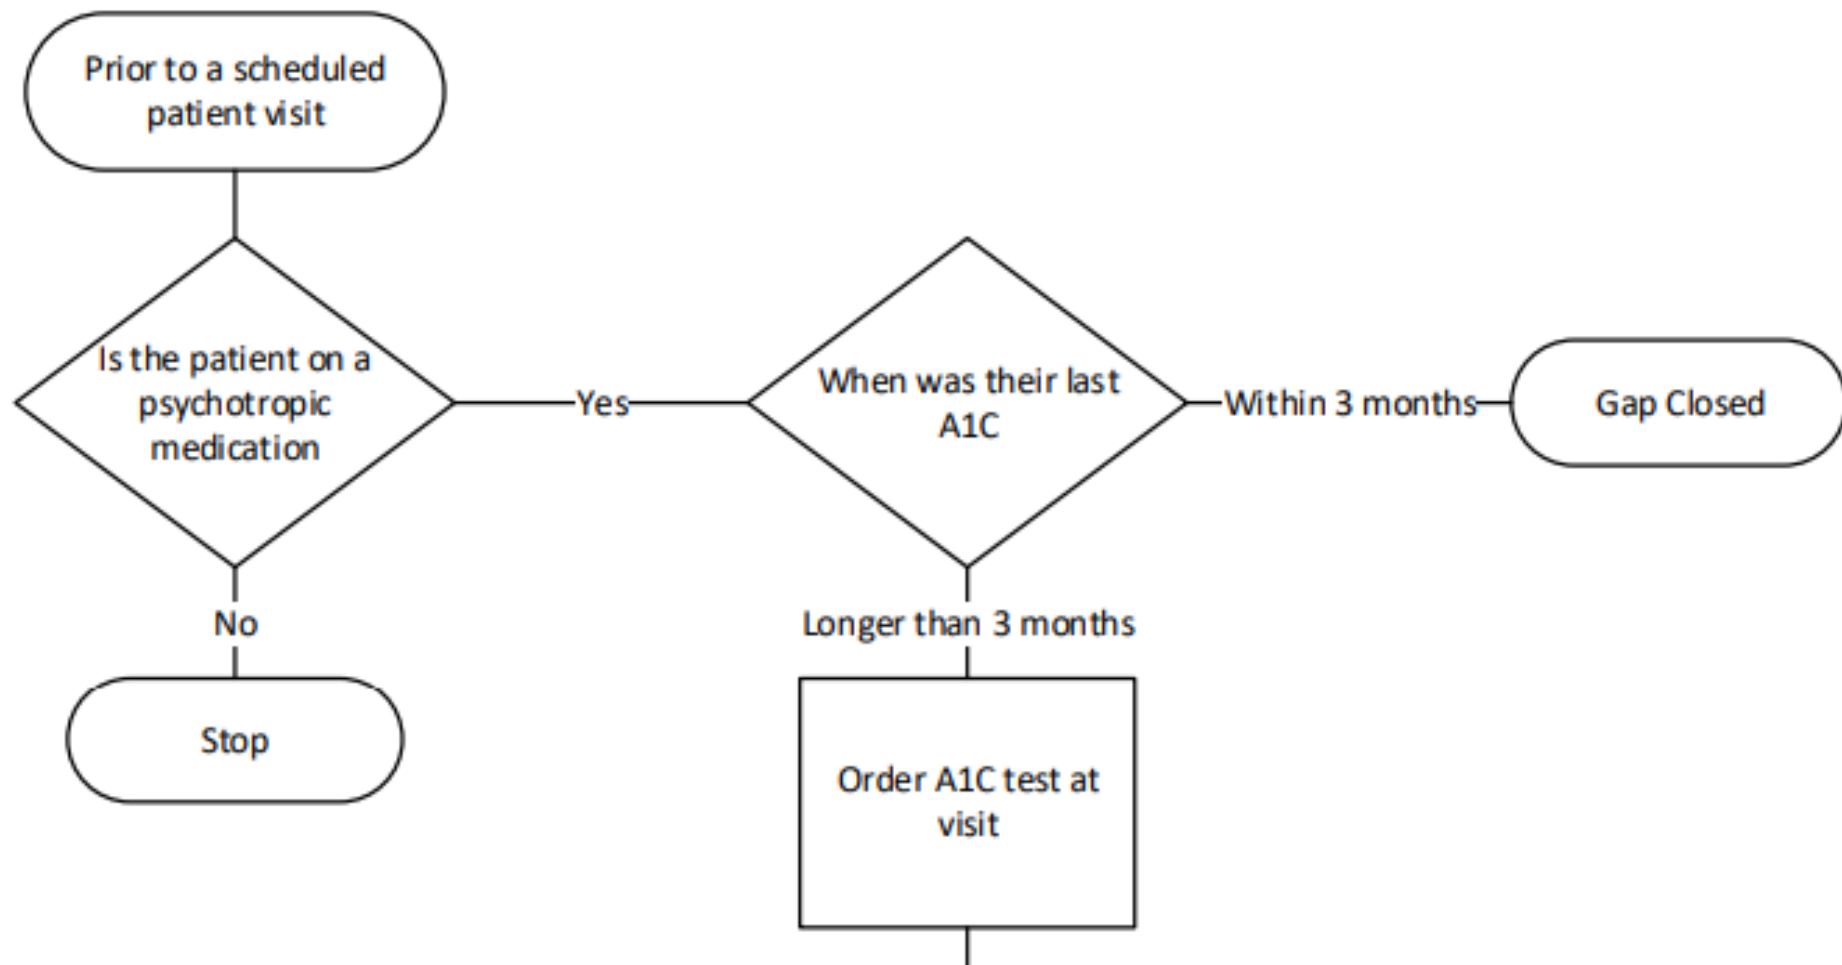 Prior to a scheduled
patient visit
Is the patient on a
psychotropic
medication
Yes
When was their last
A1C
Within 3 months
Gap Closed
No
Longer than 3 months
Stop
Order A1C test at
visit